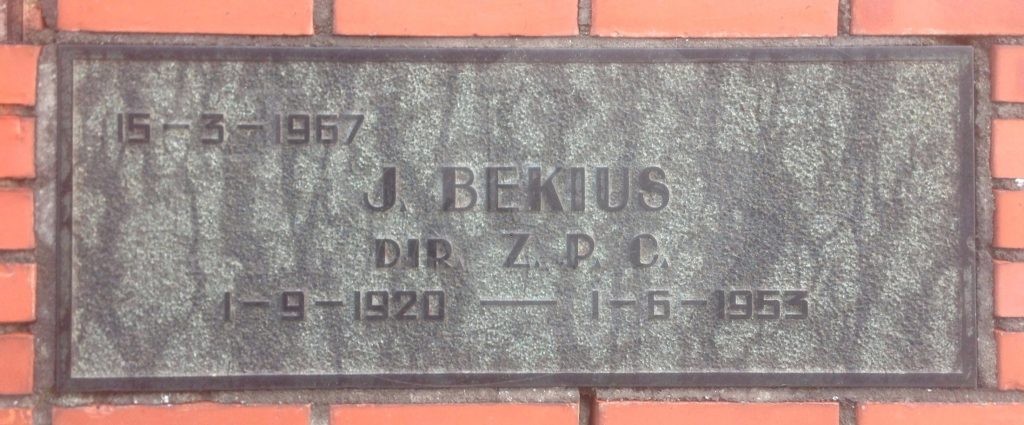 15-3-1967
J. BEKIUS
DIR Z. P. C.
1-9-1920 — 1-6-1953